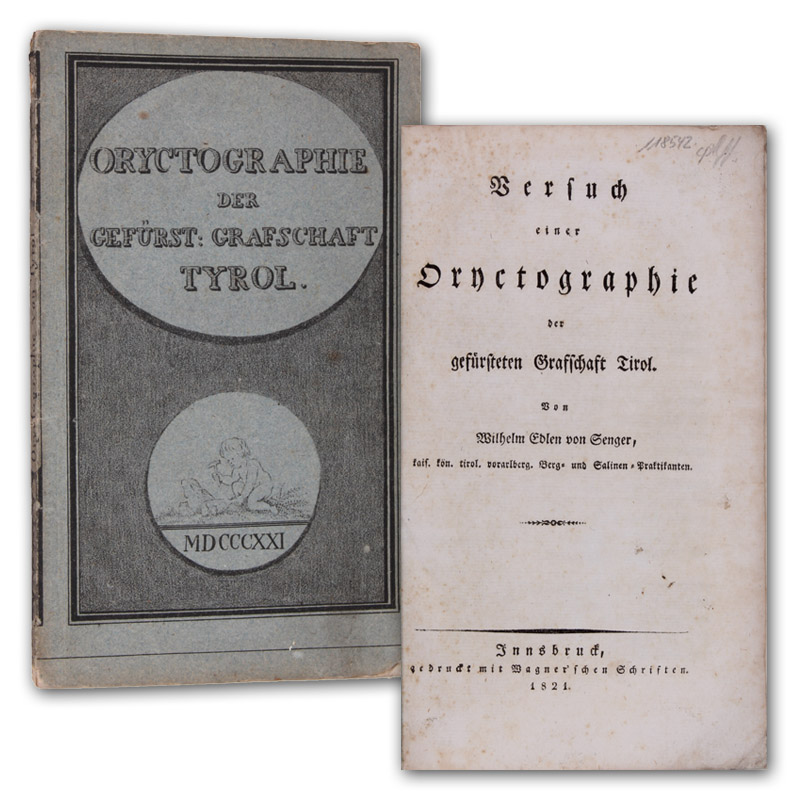 ORYCTOGRAPHIE
DER
GEFÜRST: GRAFSCHAFT
TYROL.
MDCCCXXI
118542.
Versuch
einer
Oryctographie
der
gefürsteten Grafschaft Tirol.
Von
Wilhelm Edlen von Senger,
kais. kön. tirol. vorarlberg. Berg- und Salinen-Praktikanten.
Innsbruck,
gedruckt mit Wagner'schen Schriften.
1821.